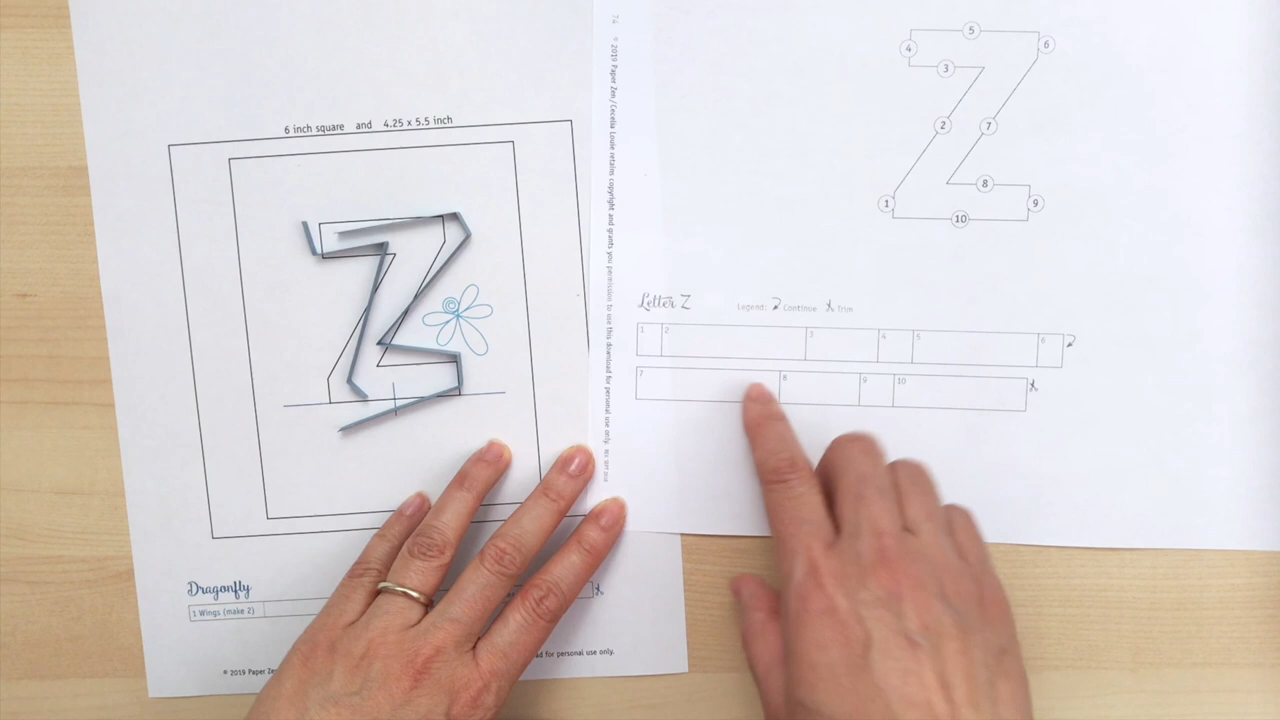 6 inch square and 4.25 x 5.5 inch
Dragonfly
1 Wings (make 2)
© 2019 Paper Zen
ad for personal use only.
74 © 2019 Paper Zen/Cecelia Louie retains copyright and grants you permission to use this download for personal use only.
5
4
6
3
2
7
8
1
9
10
Letter Z
Legend: Continue Trim
1 2 3 4 5 6
7 8 9 10